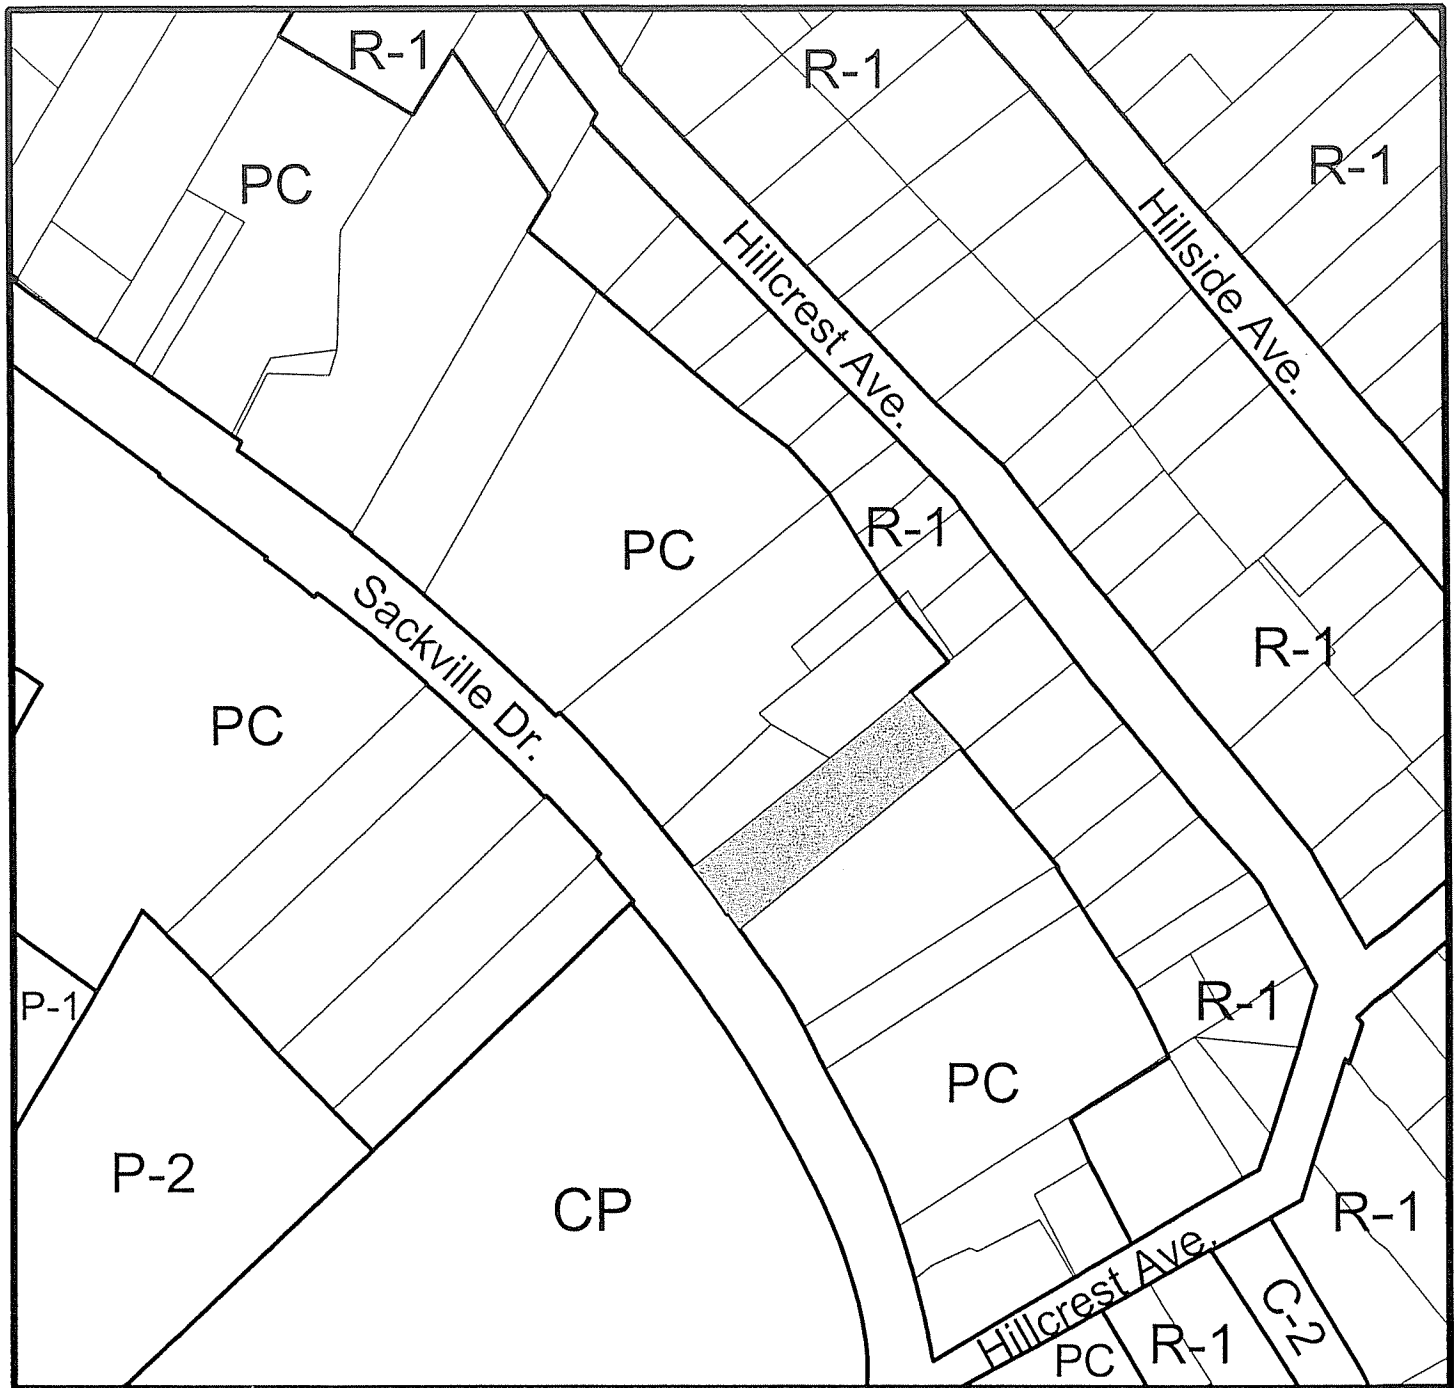 R-1
R-1
R-1
PC
Hillside Ave.
Hillcrest Ave.
R-1
PC
Sackville Dr.
R-1
PC
P-1
R-1
PC
P-2
CP
R-1
Hillcrest Ave.
C-2
R-1
PC